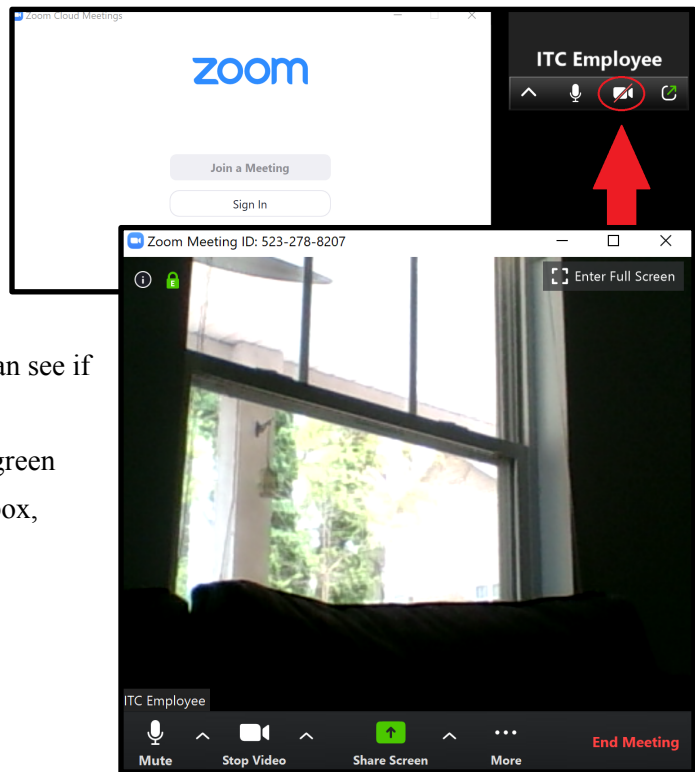 Zoom Cloud Meetings
zoom
Join a Meeting
Sign In
ITC Employee
Zoom Meeting ID: 523-278-8207
E
Enter Full Screen
an see if
green
box,
ITC Employee
Mute
Stop Video
Share Screen
More
End Meeting